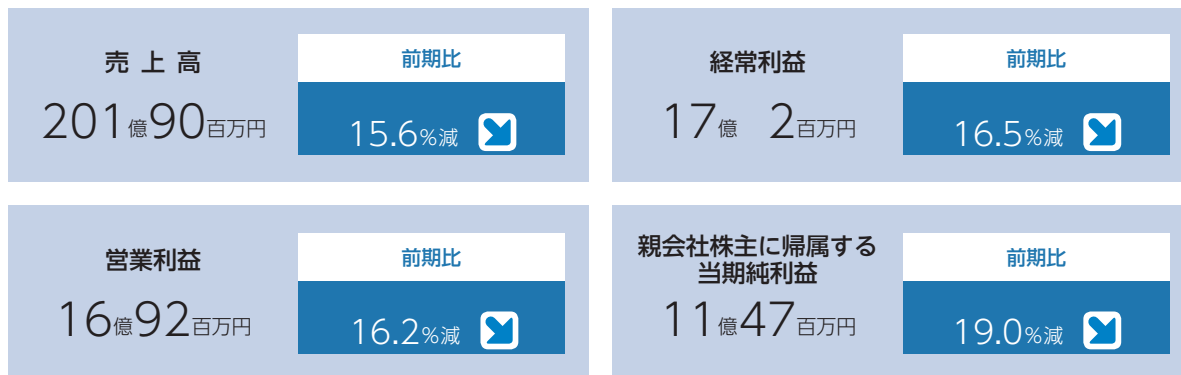 売上高
前期比
201億90百万円
15.6%減
経常利益
前期比
17億 2百万円
16.5%減
営業利益
前期比
16億92百万円
16.2%減
親会社株主に帰属する
当期純利益
前期比
11億47百万円
19.0%減